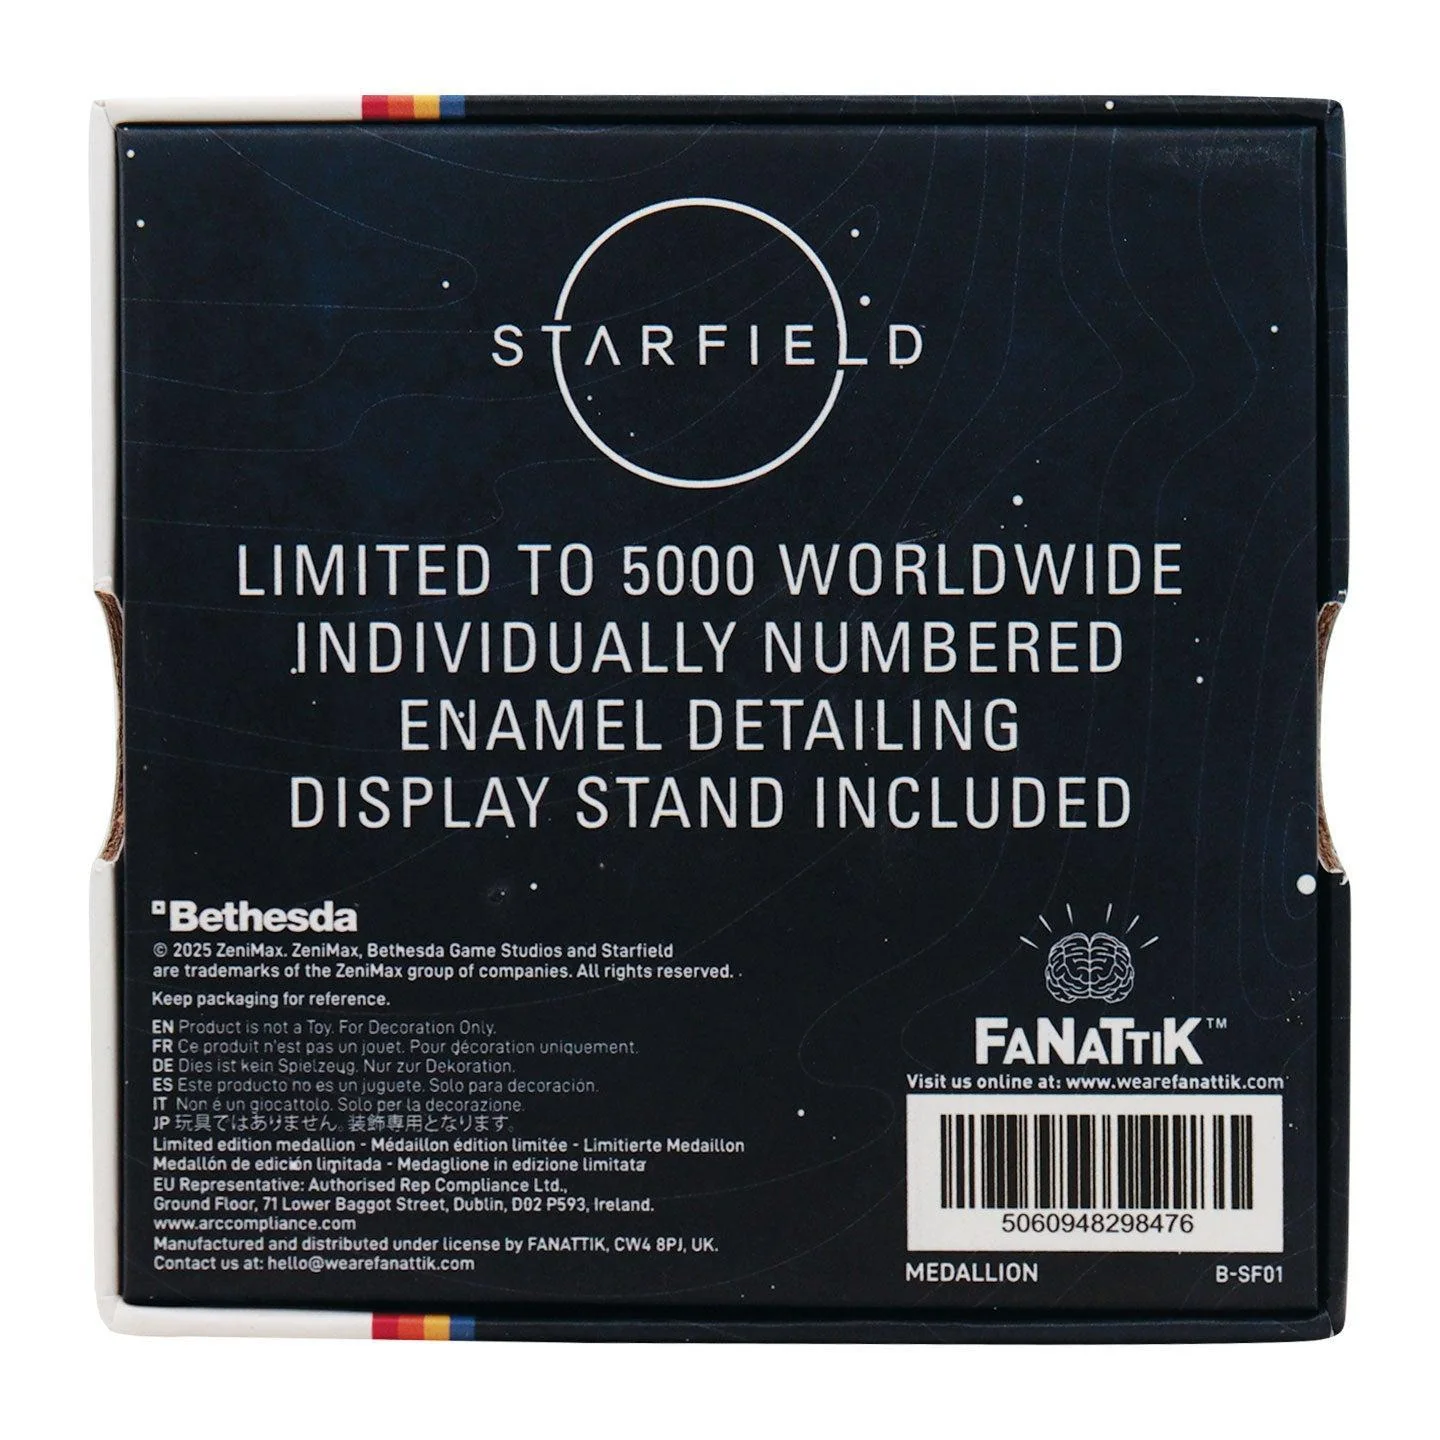 STARFIELD
LIMITED TO 5000 WORLDWIDE
INDIVIDUALLY NUMBERED
ENAMEL DETAILING
DISPLAY STAND INCLUDED
Bethesda
© 2025 ZeniMax. ZeniMax, Bethesda Game Studios and Starfield
are trademarks of the ZeniMax group of companies. All rights reserved.
Keep packaging for reference.
EN Product is not a Toy. For Decoration Only.
FR Ce produit n'est pas un jouet. Pour décoration uniquement.
DE Dies ist kein Spielzeug. Nur zur Dekoration.
ES Este producto no es un juguete. Solo para decoración.
IT Non é un giocattolo. Solo per la decorazione.
JP 玩具ではありません。装飾専用となります。
Limited edition medallion - Médaillon édition limitée - Limitierte Medaillon
Medallón de edición limitada - Medaglione in edizione limitata
EU Representative: Authorised Rep Compliance Ltd.,
Ground Floor, 71 Lower Baggot Street, Dublin, D02 P593, Ireland.
www.arccompliance.com
Manufactured and distributed under license by FANATTIK, CW4 8PJ, UK.
Contact us at: hello@wearefanattik.com
FANATTIK™
Visit us online at: www.wearefanattik.com
5060948298476
MEDALLION B-SF01